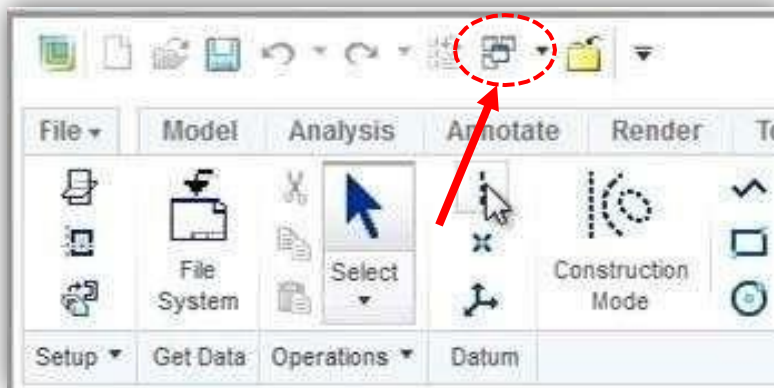 File Model Analysis Annotate Render
File
System
Select
Construction
Mode
Setup Get Data Operations Datum